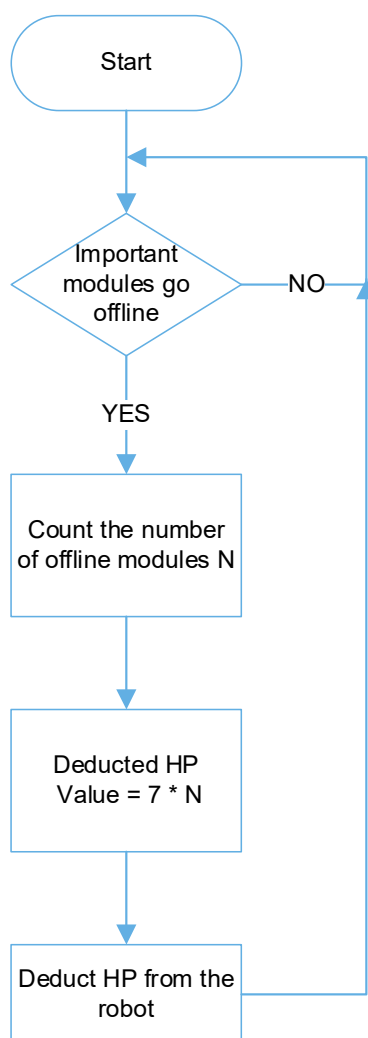 Start
Important
modules go
offline
NO
YES
Count the number
of offline modules N
Deducted HP
Value = 7 * N
Deduct HP from the
robot